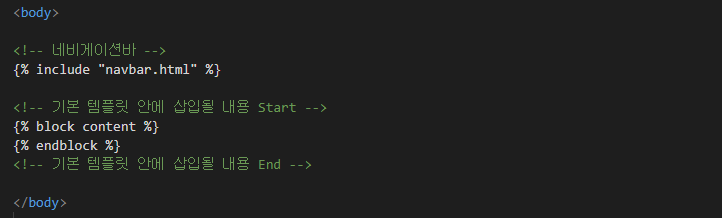 <body>
<!-- 네비게이션바 -->
{% include "navbar.html" %}
<!-- 기본 템플릿 안에 삽입될 내용 Start -->
{% block content %}
{% endblock %}
<!-- 기본 템플릿 안에 삽입될 내용 End -->
</body>